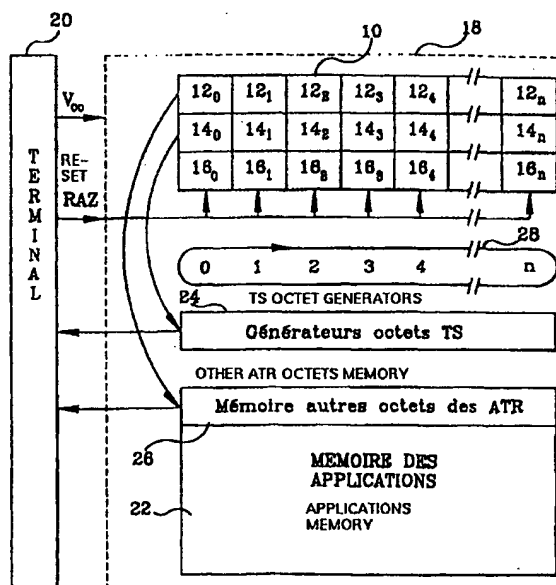 20
10
18
12₀ 12₁ 12₂ 12₃ 12₄ 12ₙ
14₀ 14₁ 14₂ 14₃ 14₄ 14ₙ
16₀ 16₁ 16₂ 16₃ 16₄ 16ₙ
V∞
TERMINAL
RE-
SET
RAZ
28
0 1 2 3 4 n
24
TS OCTET GENERATORS
Générateurs octets TS
OTHER ATR OCTETS MEMORY
Mémoire autres octets des ATR
26
MEMOIRE DES
APPLICATIONS
22
APPLICATIONS
MEMORY